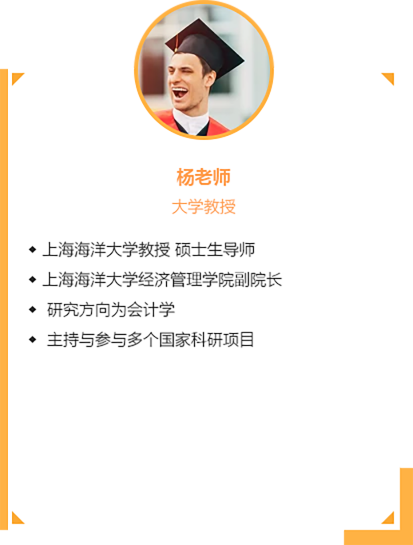 杨老师
大学教授
上海海洋大学教授 硕士生导师
上海海洋大学经济管理学院副院长
研究方向为会计学
主持与参与多个国家科研项目